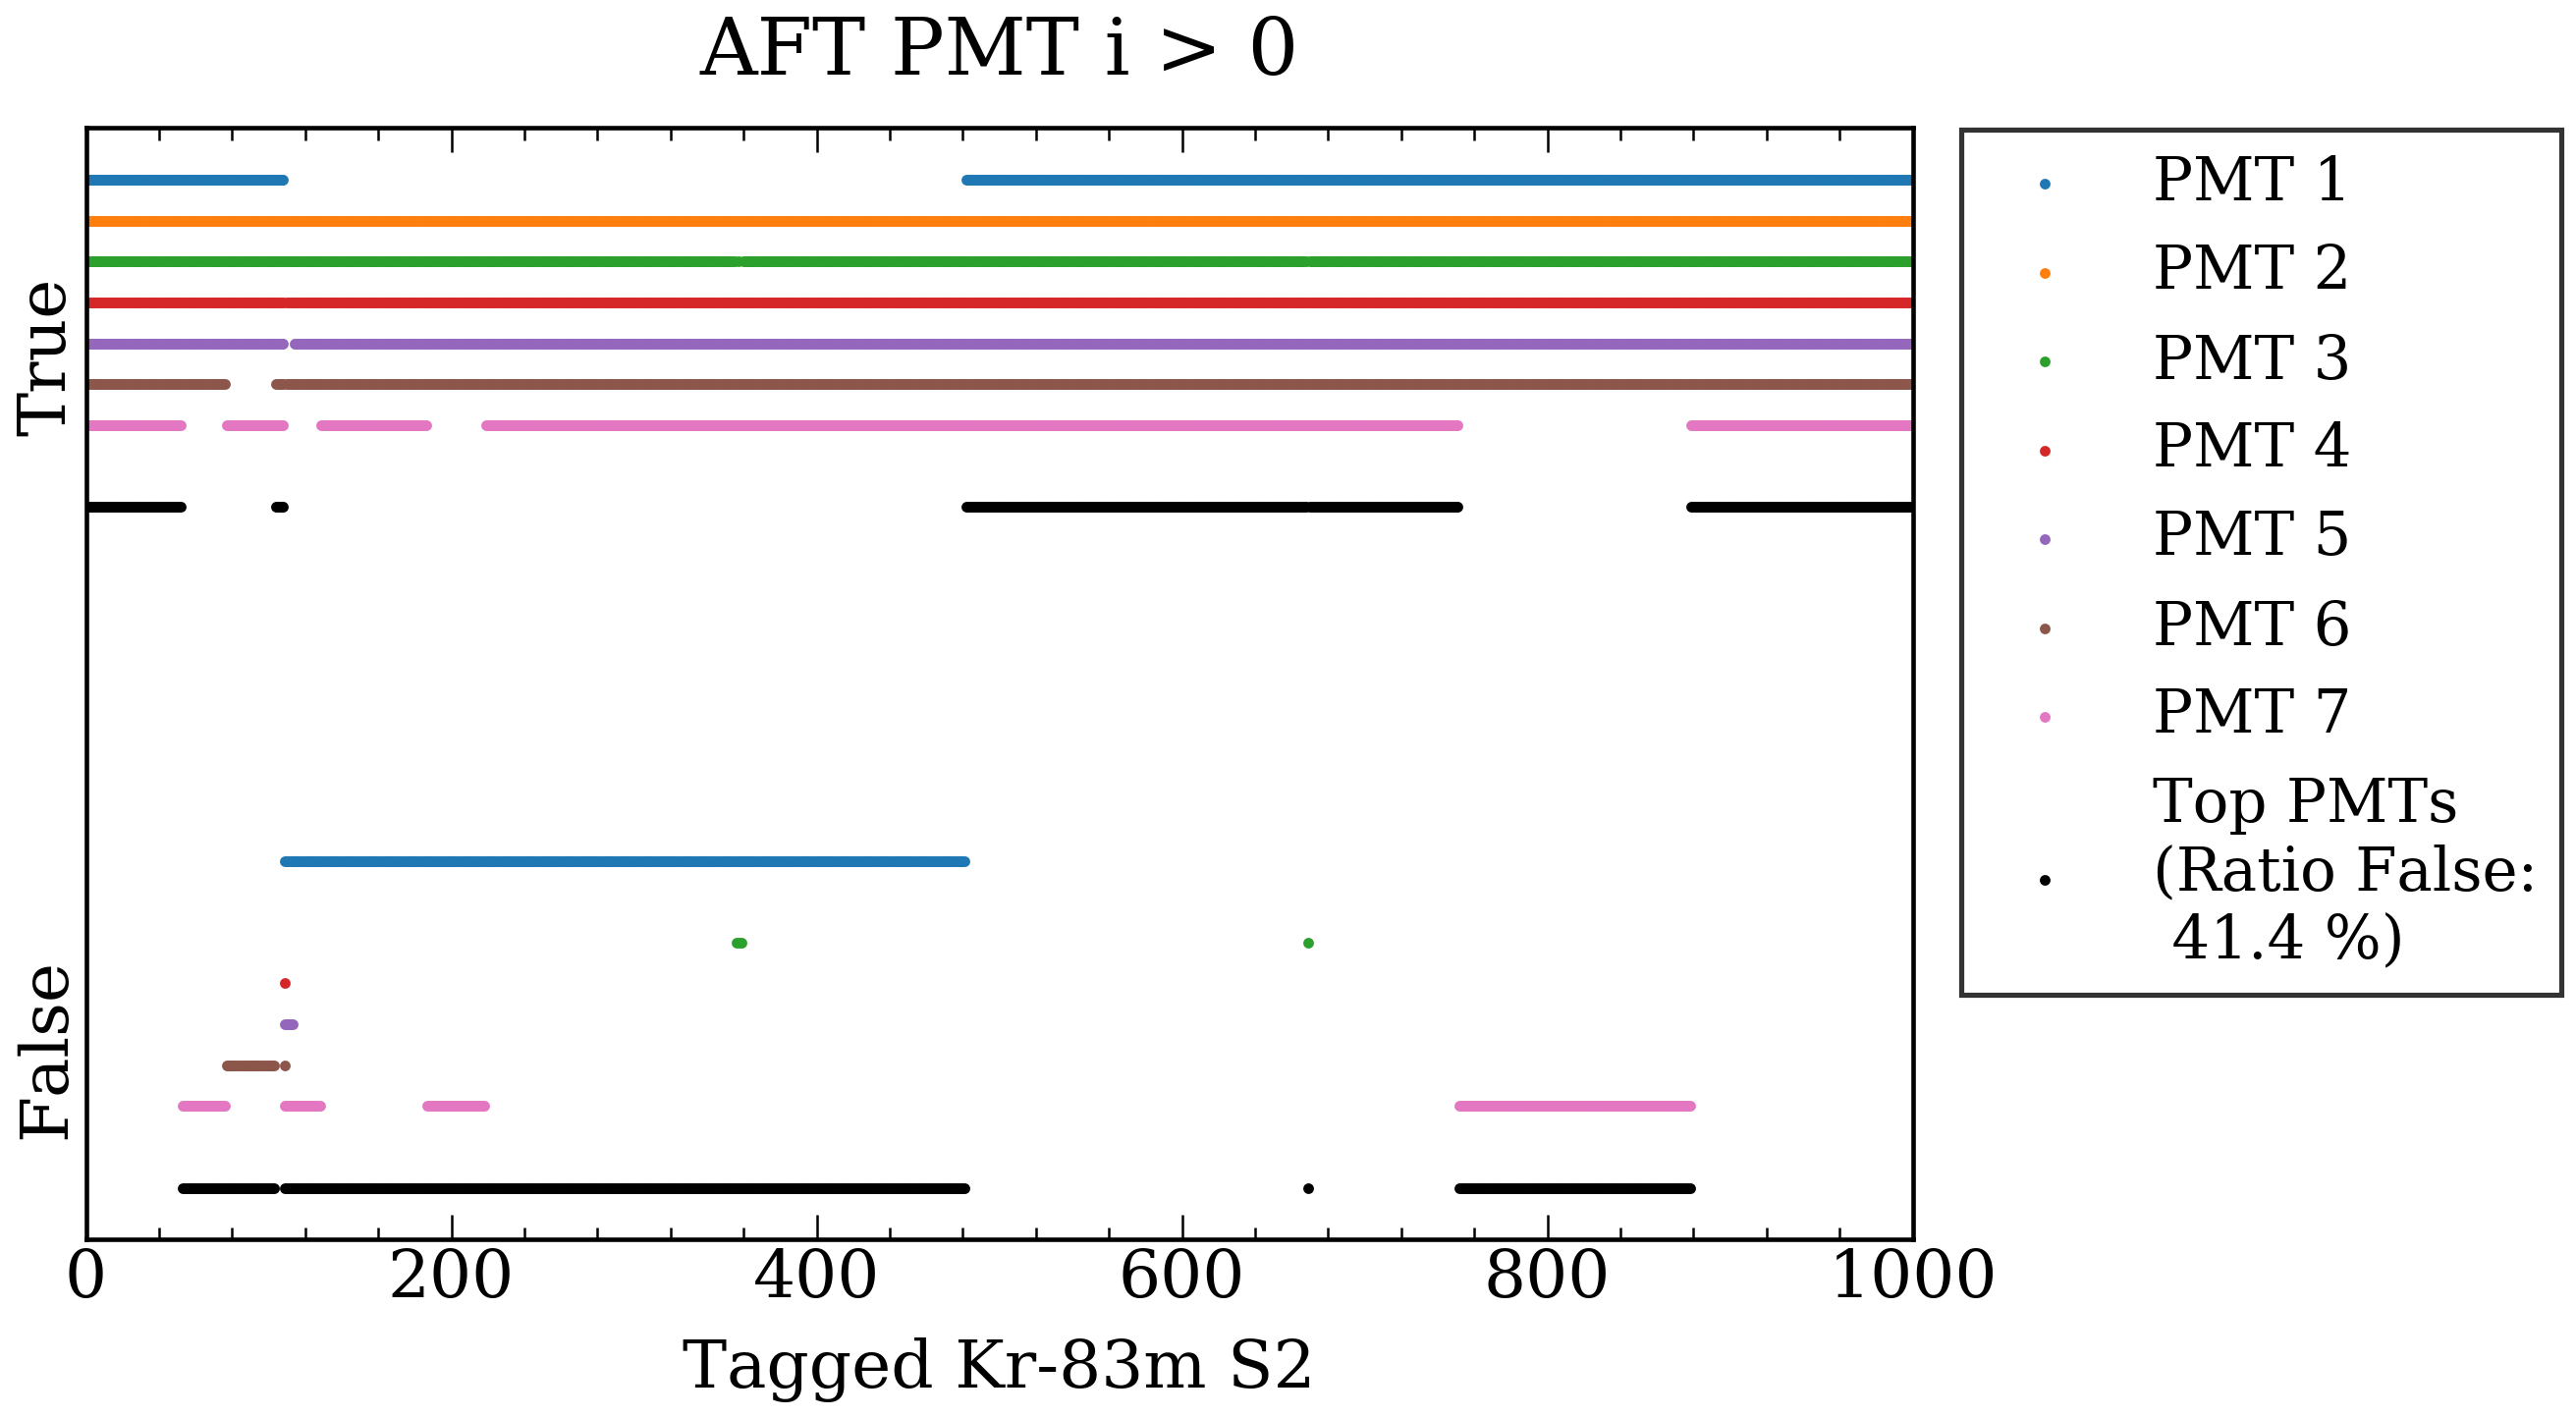 AFT PMT i > 0
True
False
0 200 400 600 800 1000
Tagged Kr-83m S2
PMT 1
PMT 2
PMT 3
PMT 4
PMT 5
PMT 6
PMT 7
Top PMTs
(Ratio False:
41.4 %)